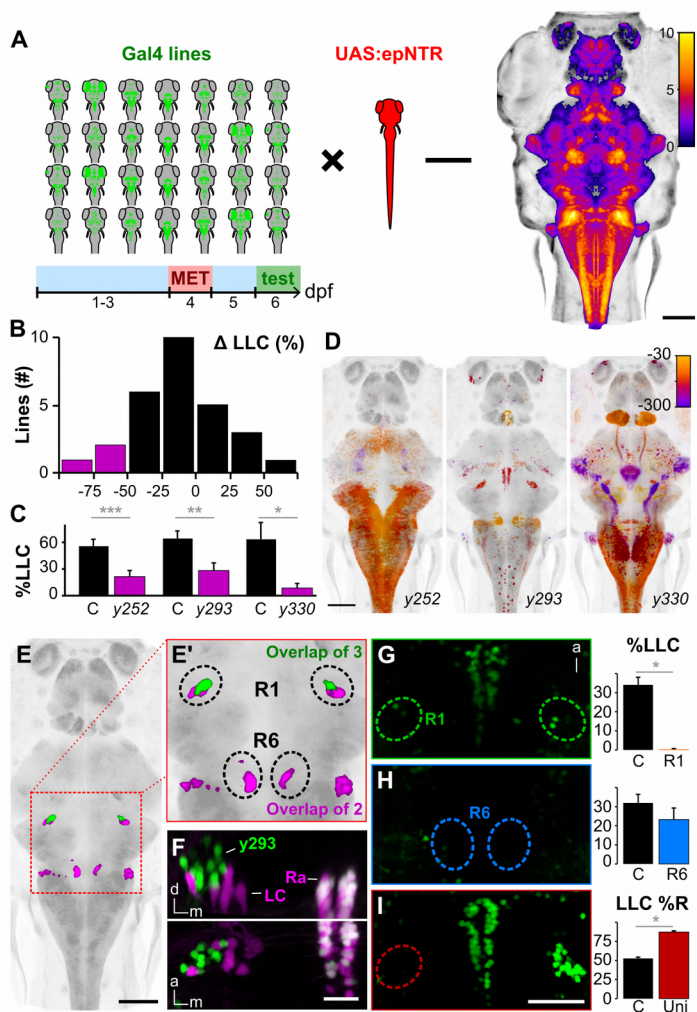 A
Gal4 lines
UAS:epNTR
10
5
0
MET
test
1-3
4
5
6
dpf
B
Δ LLC (%)
Lines (#)
10
5
0
-75
-50
-25
0
25
50
C
%LLC
60
30
0
***
**
*
C y252 C y293 C y330
D
-30
-300
y252
y293
y330
E
E'
Overlap of 3
R1
R6
Overlap of 2
F
y293
Ra
LC
d
m
a
m
G
a
R1
%LLC
*
30
20
10
0
C R1
H
R6
30
20
10
0
C R6
I
LLC %R
*
75
50
25
0
C Uni